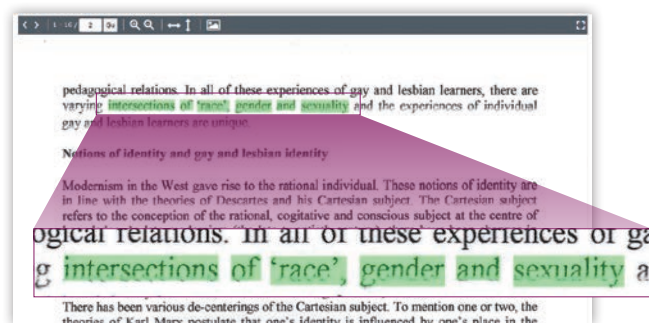 1 - 10 / 2 Go
pedagogical relations. In all of these experiences of gay and lesbian learners, there are
varying intersections of 'race', gender and sexuality and the experiences of individual
gay and lesbian learners are unique.
Notions of identity and gay and lesbian identity
Modernism in the West gave rise to the rational individual. These notions of identity are
in line with the theories of Descartes and his Cartesian subject. The Cartesian subject
refers to the conception of the rational, cogitative and conscious subject at the centre of
ogical relations. In all of these experiences of ga
g intersections of 'race', gender and sexuality a
There has been various de-centerings of the Cartesian subject. To mention one or two, the
theories of Karl Marx postulate that one's identity is influenced by one's place in the